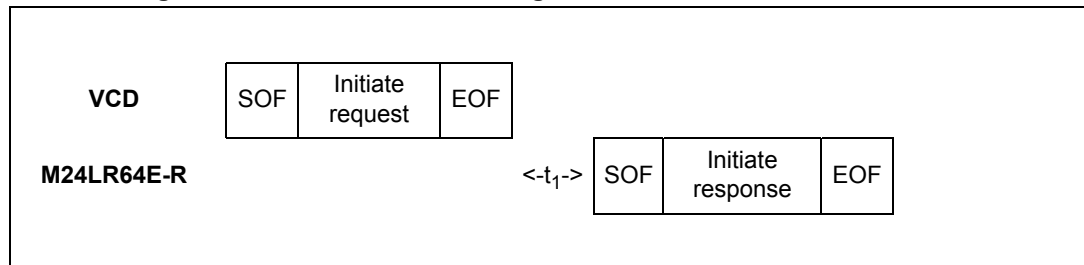 VCD SOF Initiate request EOF
M24LR64E-R <-t₁-> SOF Initiate response EOF